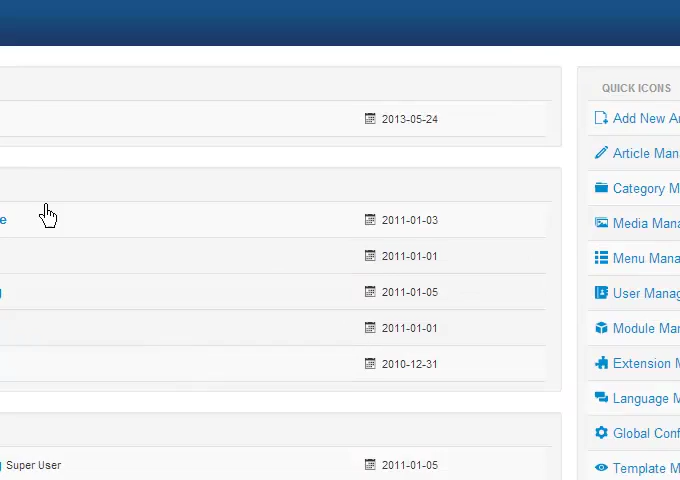 2013-05-24
e 2011-01-03
2011-01-01
2011-01-05
2011-01-01
2010-12-31
Super User 2011-01-05
QUICK ICONS
Add New Ar
Article Man
Category M
Media Mana
Menu Mana
User Manag
Module Man
Extension M
Language M
Global Conf
Template M